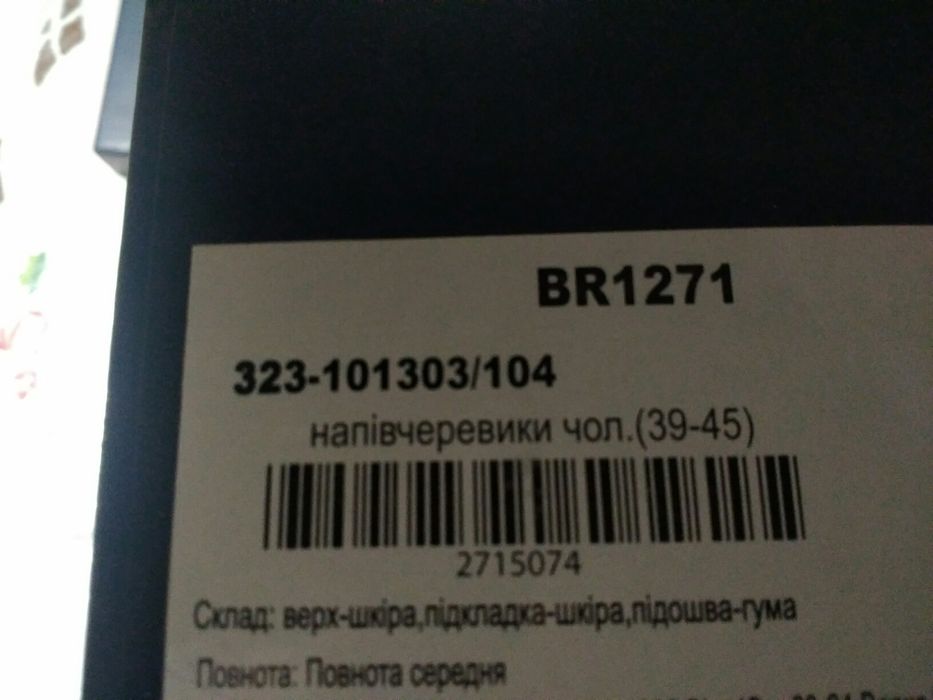 BR1271
323-101303/104
напівчеревики чол.(39-45)
2715074
Склад: верх-шкіра,підкладка-шкіра,підошва-гума
Повнота: Повнота середня